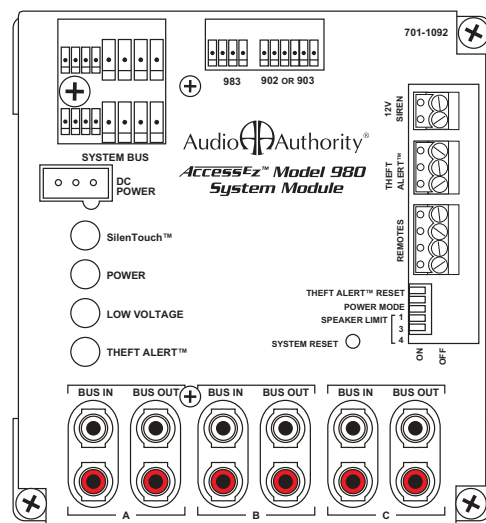 701-1092
983 902 OR 903
12V SIREN
Audio Authority®
SYSTEM BUS
AccessEz™ Model 980
System Module
THEFT ALERT™
DC POWER
SilenTouch™
REMOTES
POWER
THEFT ALERT™ RESET
POWER MODE
LOW VOLTAGE
SPEAKER LIMIT 1
3
SYSTEM RESET 4
THEFT ALERT™
ON OFF
BUS IN BUS OUT BUS IN BUS OUT BUS IN BUS OUT
A B C